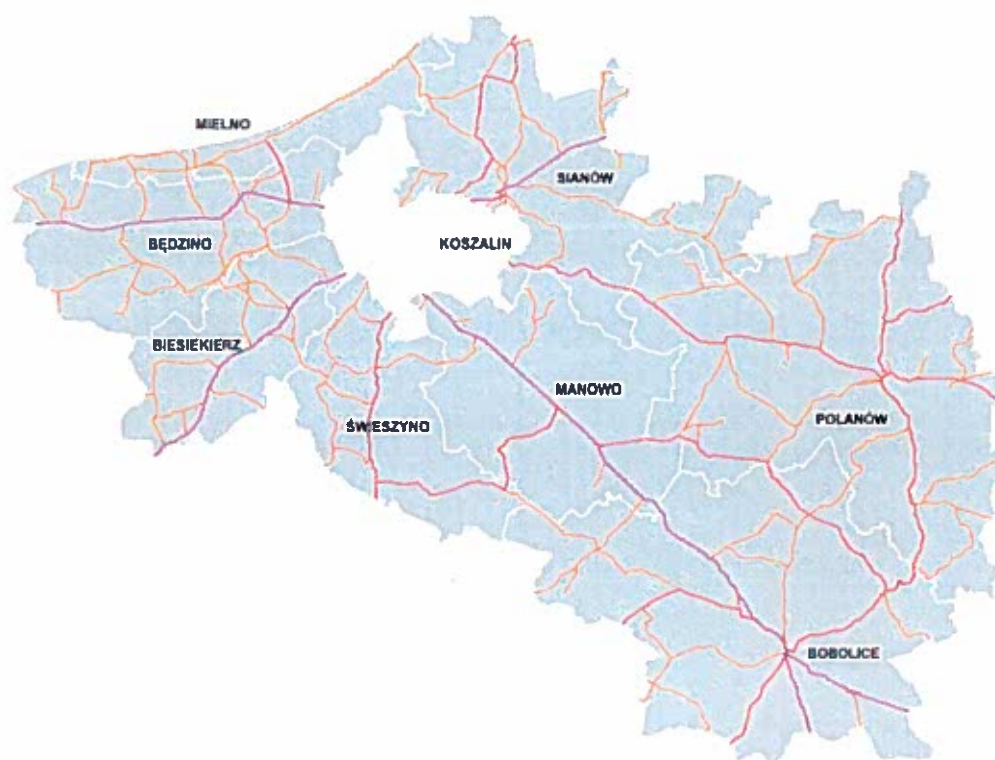 MIELNO
SIANÓW
KOSZALIN
BĘDZINO
BIESIEKIERZ
MANOWO
ŚWIESZYNO
POLANÓW
BOBOLICE